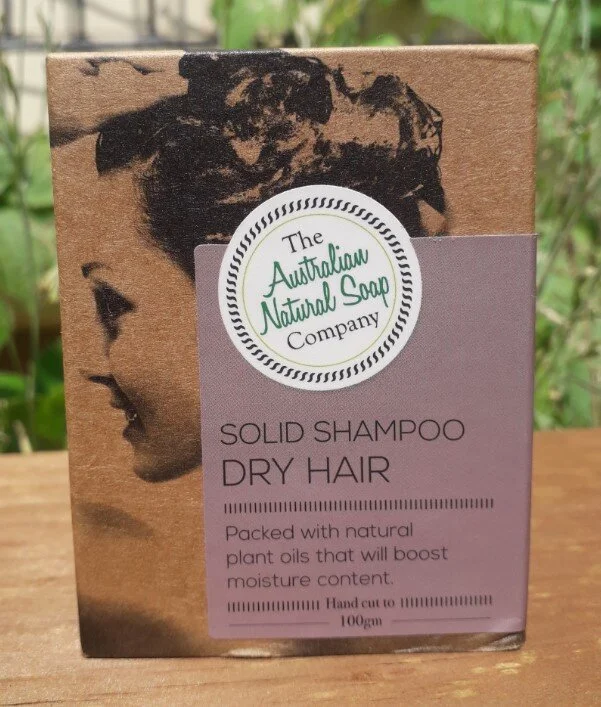 The
Australian
Natural Soap
Company
SOLID SHAMPOO
DRY HAIR
Packed with natural
plant oils that will boost
moisture content.
Hand cut to
100gm